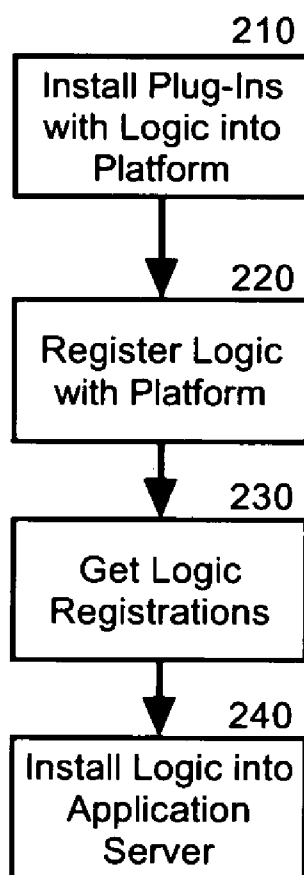 210
Install Plug-Ins
with Logic into
Platform
220
Register Logic
with Platform
230
Get Logic
Registrations
240
Install Logic into
Application
Server